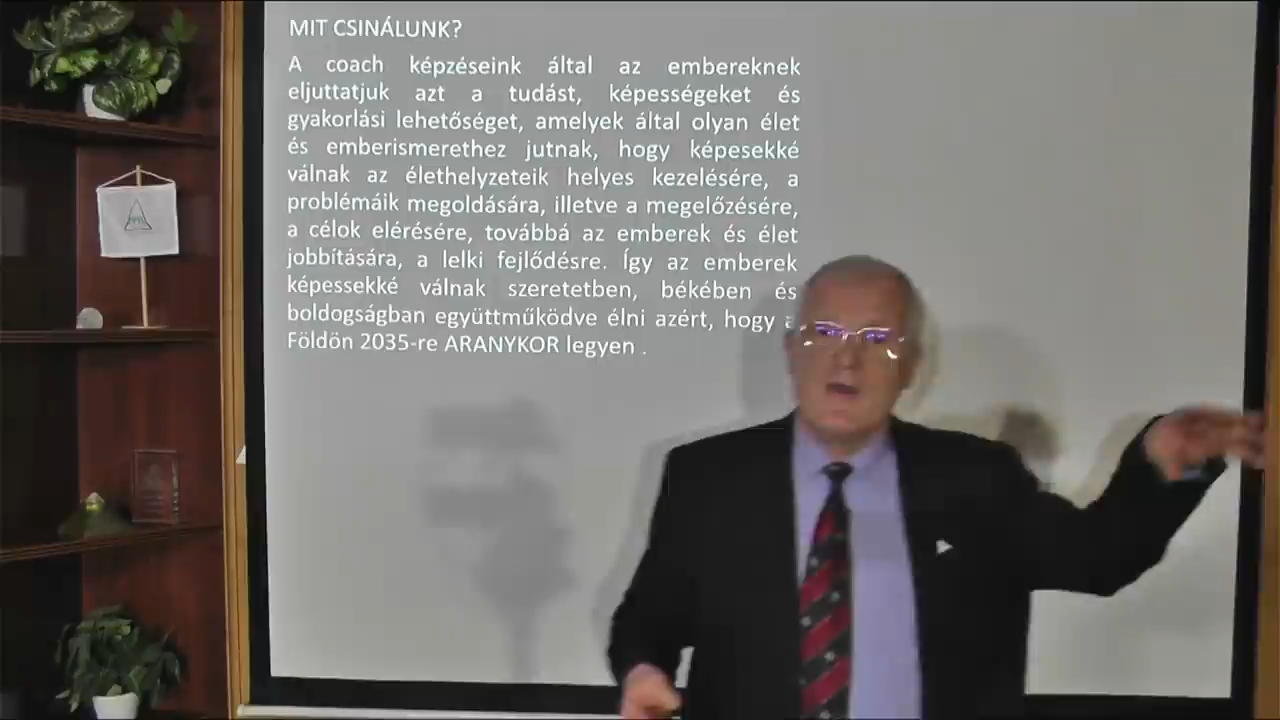 MIT CSINÁLUNK?
A coach képzéseink által az embereknek
eljuttatjuk azt a tudást, képességeket és
gyakorlási lehetőséget, amelyek által olyan élet
és emberismerethez jutnak, hogy képesekké
válnak az élethelyzeteik helyes kezelésére, a
problémáik megoldására, illetve a megelőzésére,
a célok elérésére, továbbá az emberek és élet
jobbítására, a lelki fejlődésre. Így az emberek
képessekké válnak szeretetben, békében és
boldogságban együttműködve élni azért, hogy a
Földön 2035-re ARANYKOR legyen .